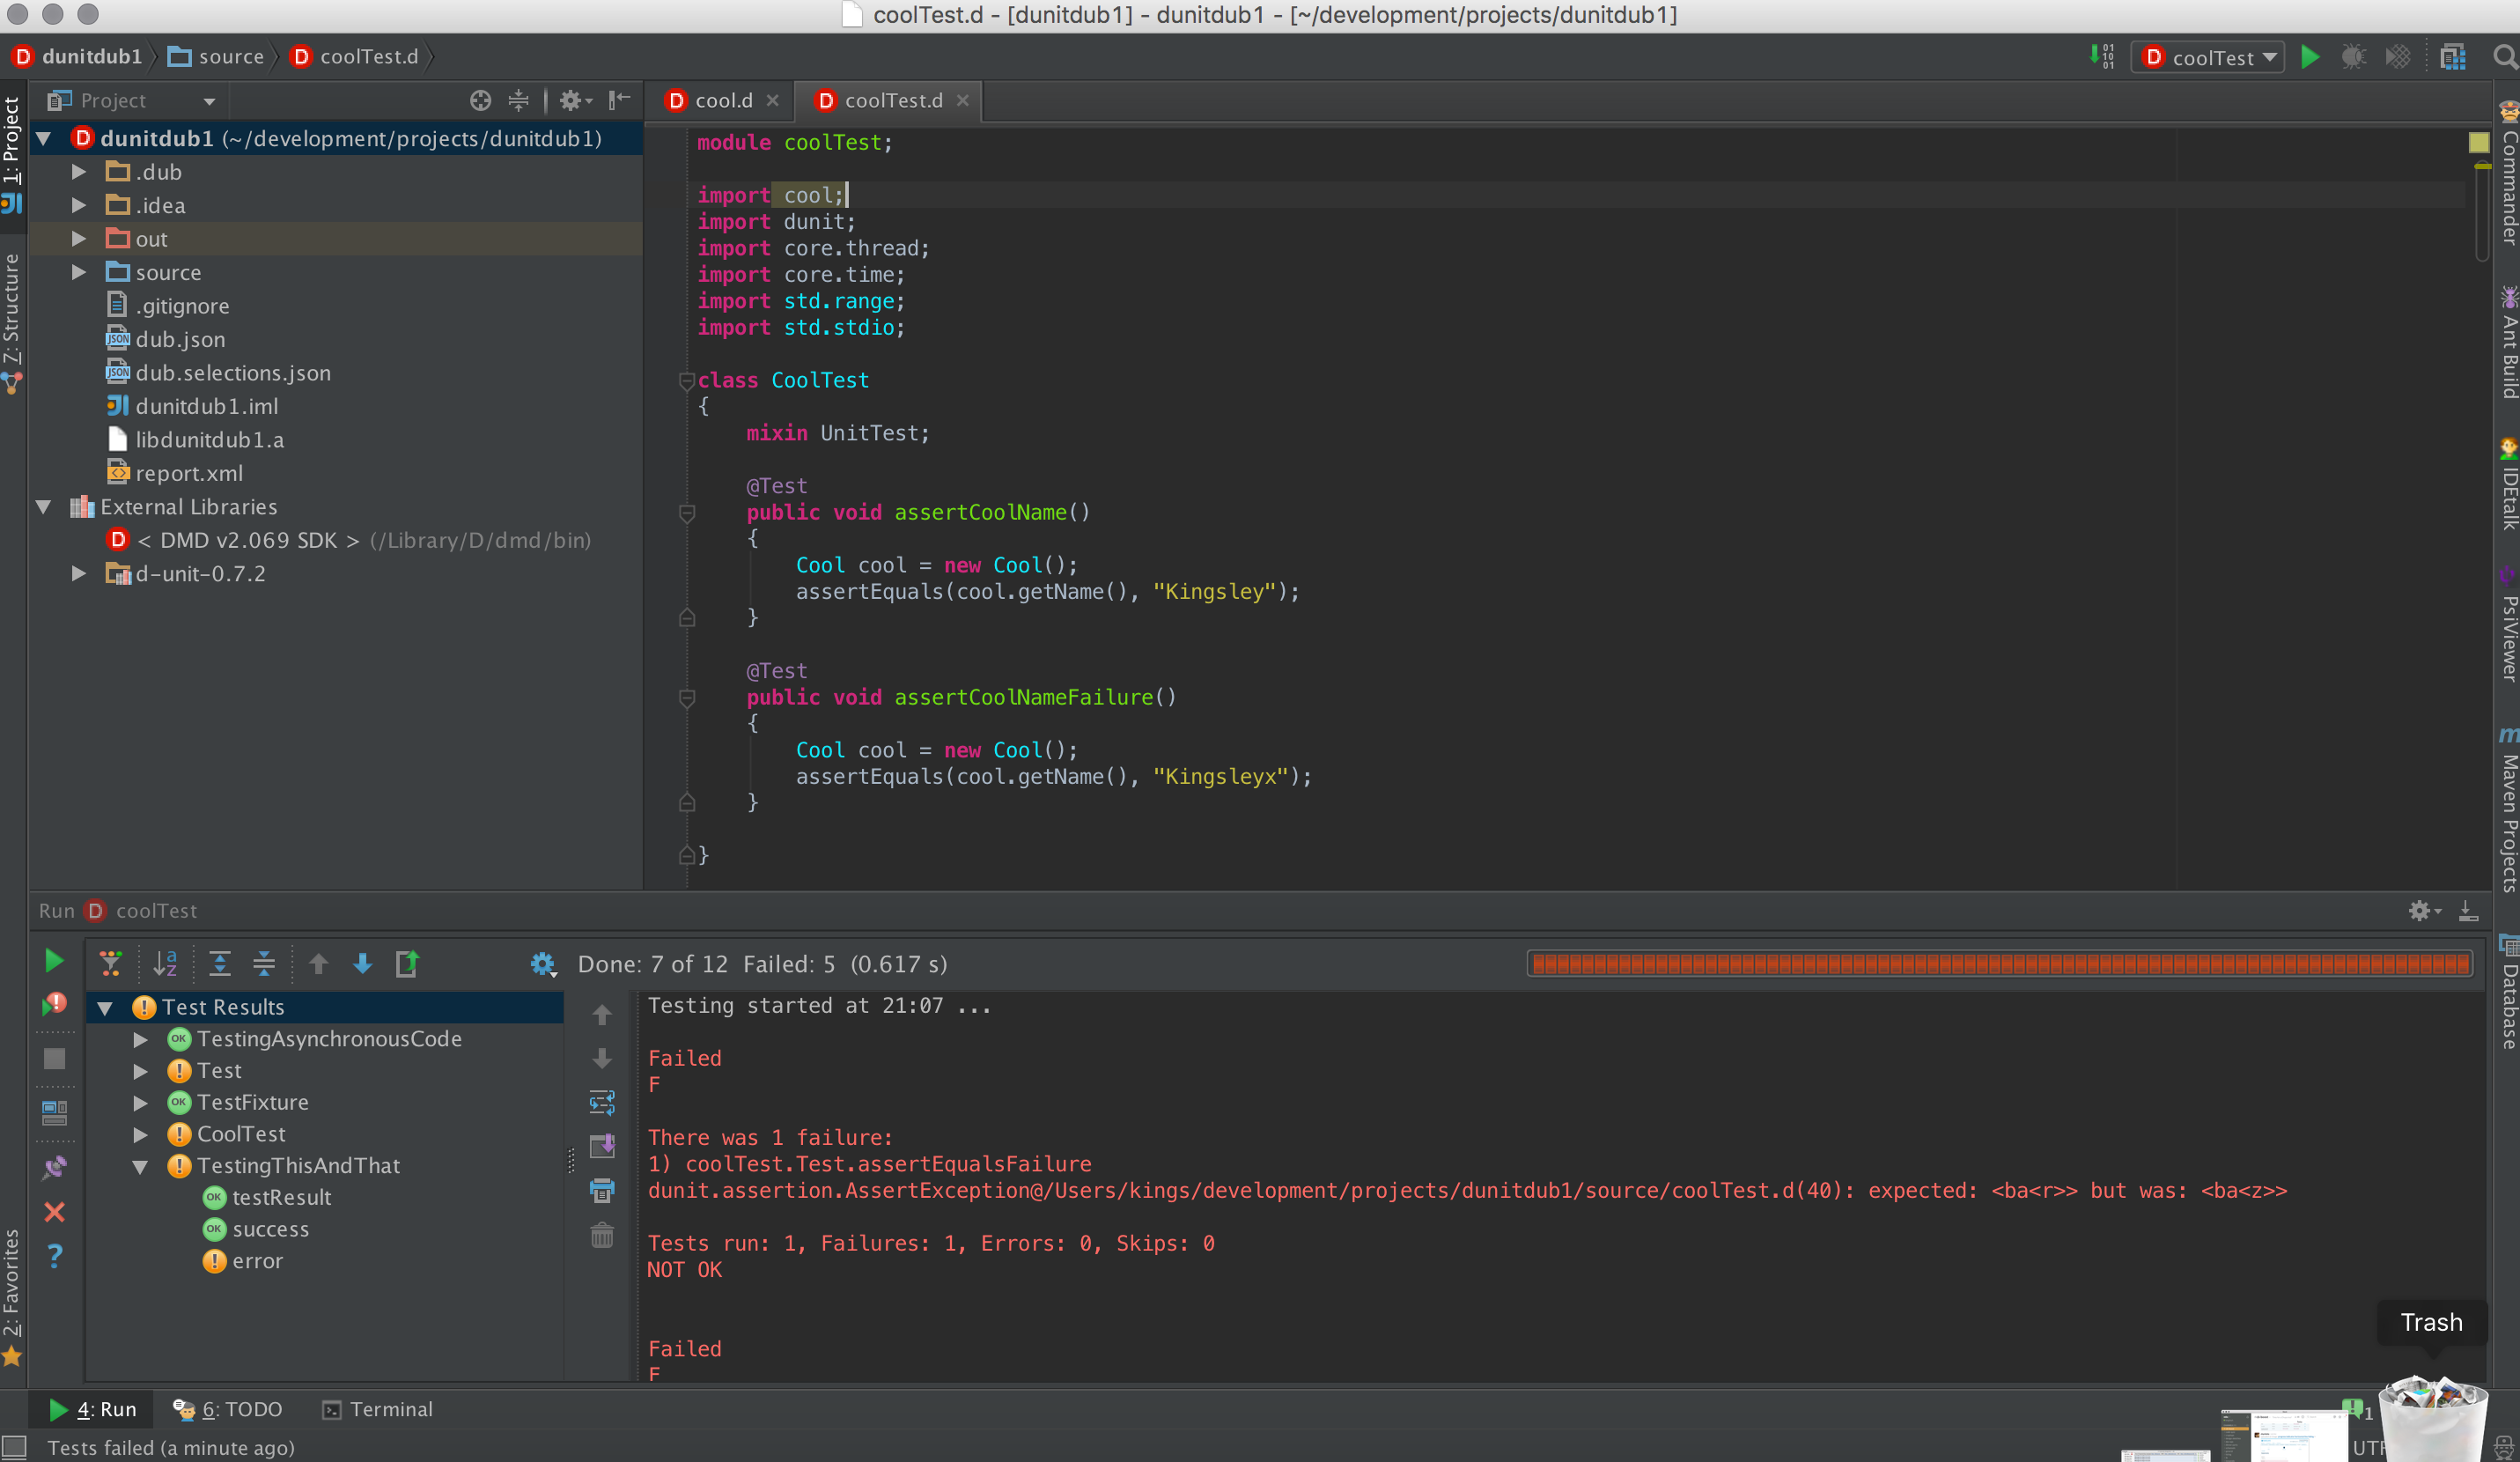 coolTest.d - [dunitdub1] - dunitdub1 - [~/development/projects/dunitdub1]
dunitdub1 source coolTest.d
coolTest
Project
cool.d
coolTest.d
1: Project
7: Structure
2: Favorites
dunitdub1 (~/development/projects/dunitdub1)
.dub
.idea
out
source
.gitignore
dub.json
dub.selections.json
dunitdub1.iml
libdunitdub1.a
report.xml
External Libraries
< DMD v2.069 SDK > (/Library/D/dmd/bin)
d-unit-0.7.2
module coolTest;
import cool;
import dunit;
import core.thread;
import core.time;
import std.range;
import std.stdio;
class CoolTest
{
mixin UnitTest;
@Test
public void assertCoolName()
{
Cool cool = new Cool();
assertEquals(cool.getName(), "Kingsley");
}
@Test
public void assertCoolNameFailure()
{
Cool cool = new Cool();
assertEquals(cool.getName(), "Kingsleyx");
}
}
Commander
Ant Build
IDEtalk
PsiViewer
Maven Projects
Database
Run coolTest
Done: 7 of 12 Failed: 5 (0.617 s)
Test Results
TestingAsynchronousCode
Test
TestFixture
CoolTest
TestingThisAndThat
testResult
success
error
Testing started at 21:07 ...
Failed
F
There was 1 failure:
1) coolTest.Test.assertEqualsFailure
dunit.assertion.AssertException@/Users/kings/development/projects/dunitdub1/source/coolTest.d(40): expected: <ba<r>> but was: <ba<z>>
Tests run: 1, Failures: 1, Errors: 0, Skips: 0
NOT OK
Failed
F
Trash
4: Run
6: TODO
Terminal
1
Tests failed (a minute ago)